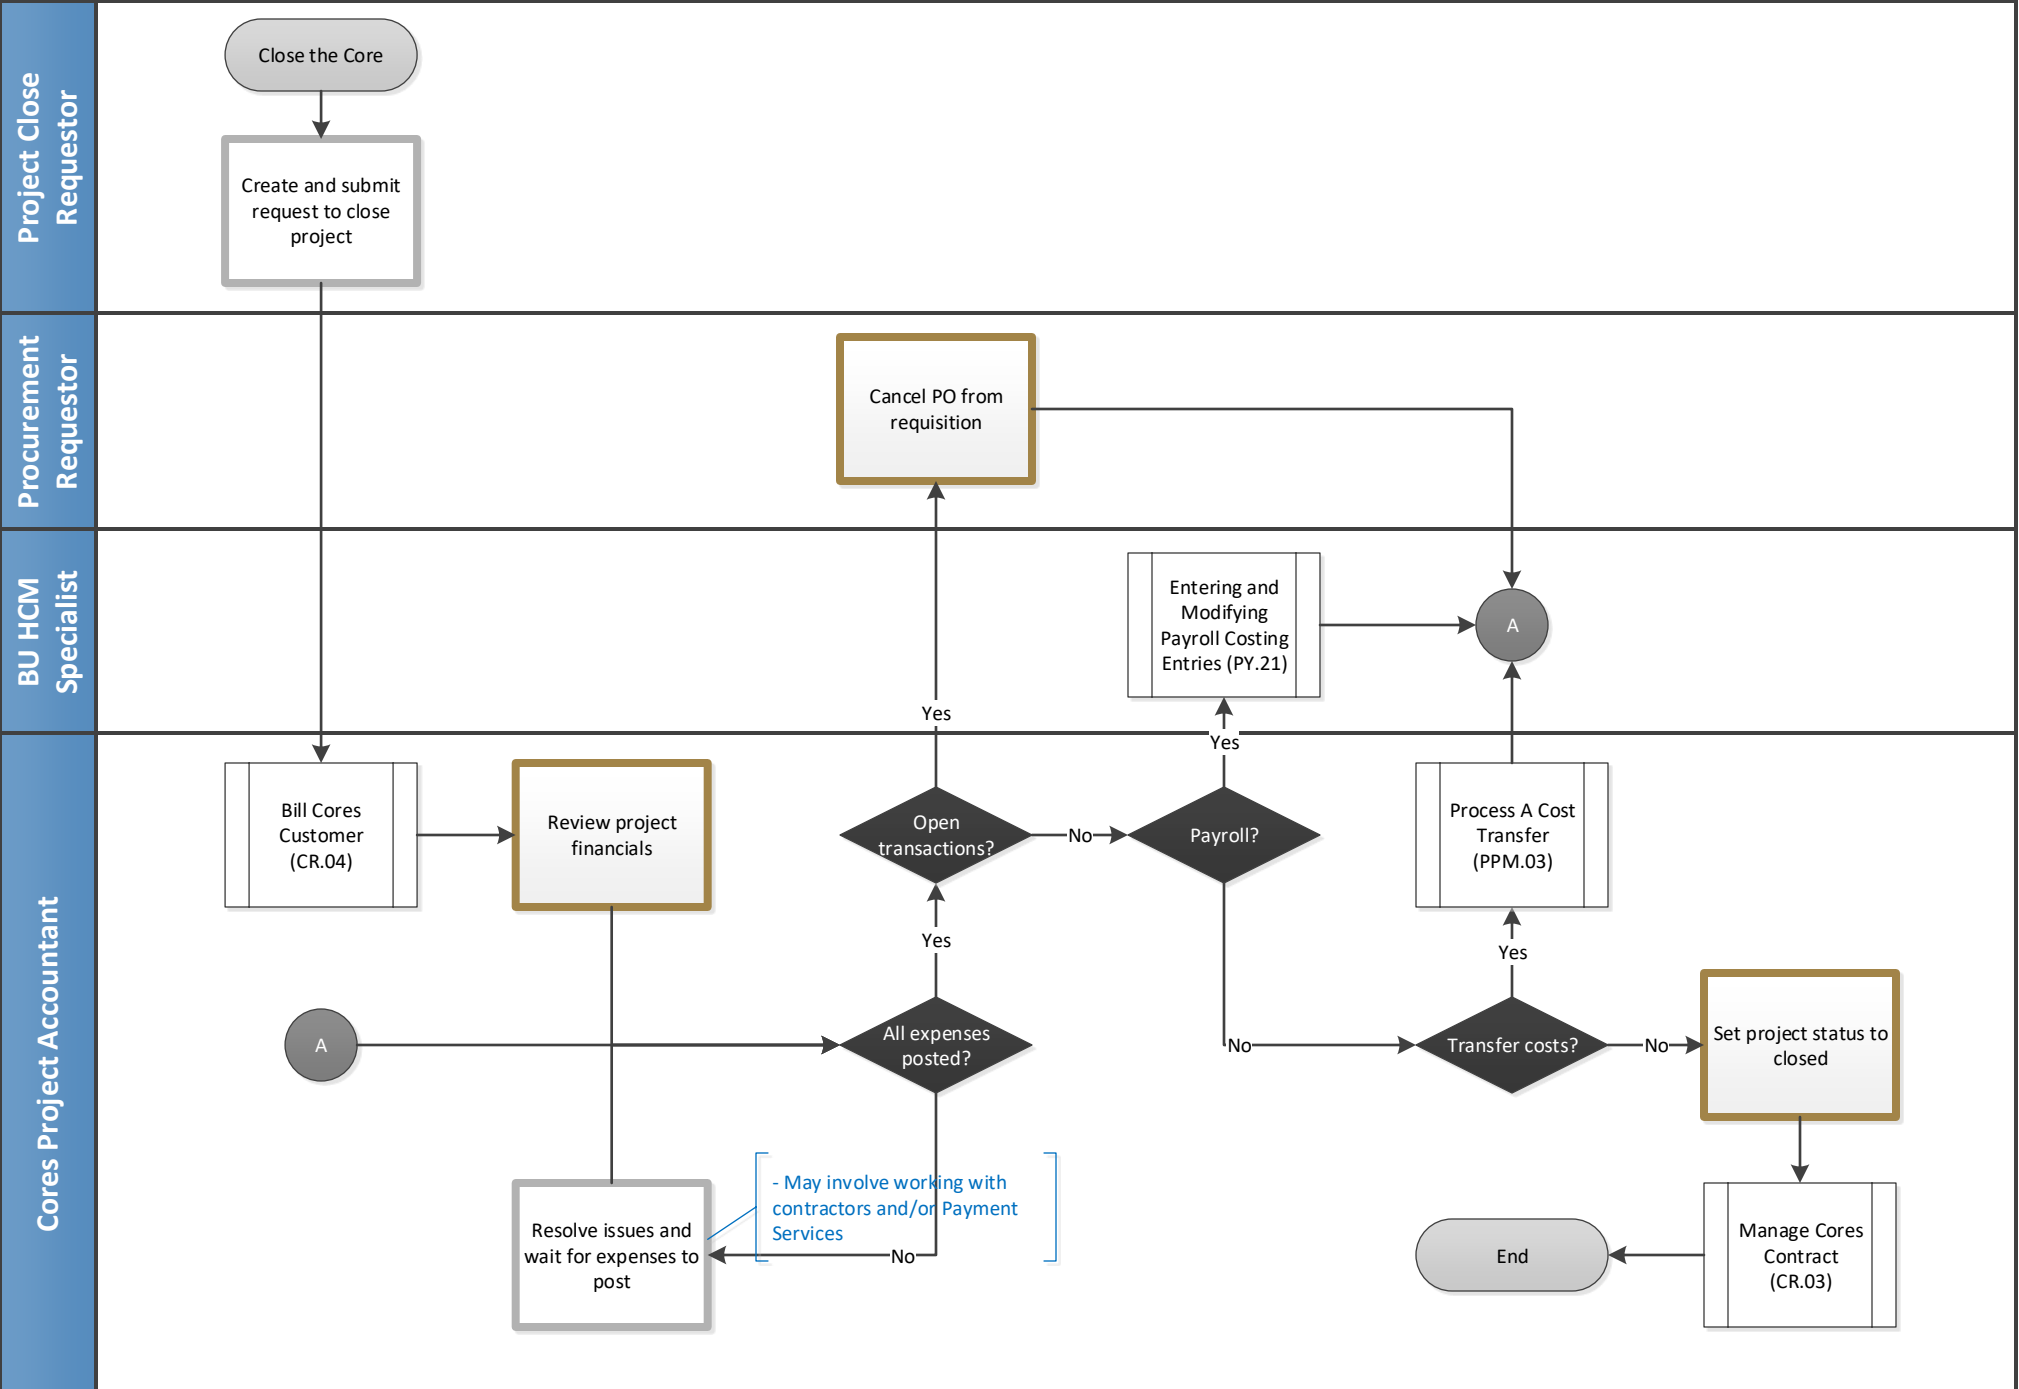 Project Close
Requestor
Close the Core
Create and submit
request to close
project
Procurement
Requestor
Cancel PO from
requisition
BU HCM
Specialist
Entering and
Modifying
Payroll Costing
Entries (PY.21)
A
Yes
Yes
Cores Project Accountant
Bill Cores
Customer
(CR.04)
Review project
financials
Open
transactions?
No
Payroll?
Process A Cost
Transfer
(PPM.03)
Yes
Yes
A
All expenses
posted?
No
Transfer costs?
No
Set project status to
closed
- May involve working with
contractors and/or Payment
Services
Resolve issues and
wait for expenses to
post
No
End
Manage Cores
Contract
(CR.03)